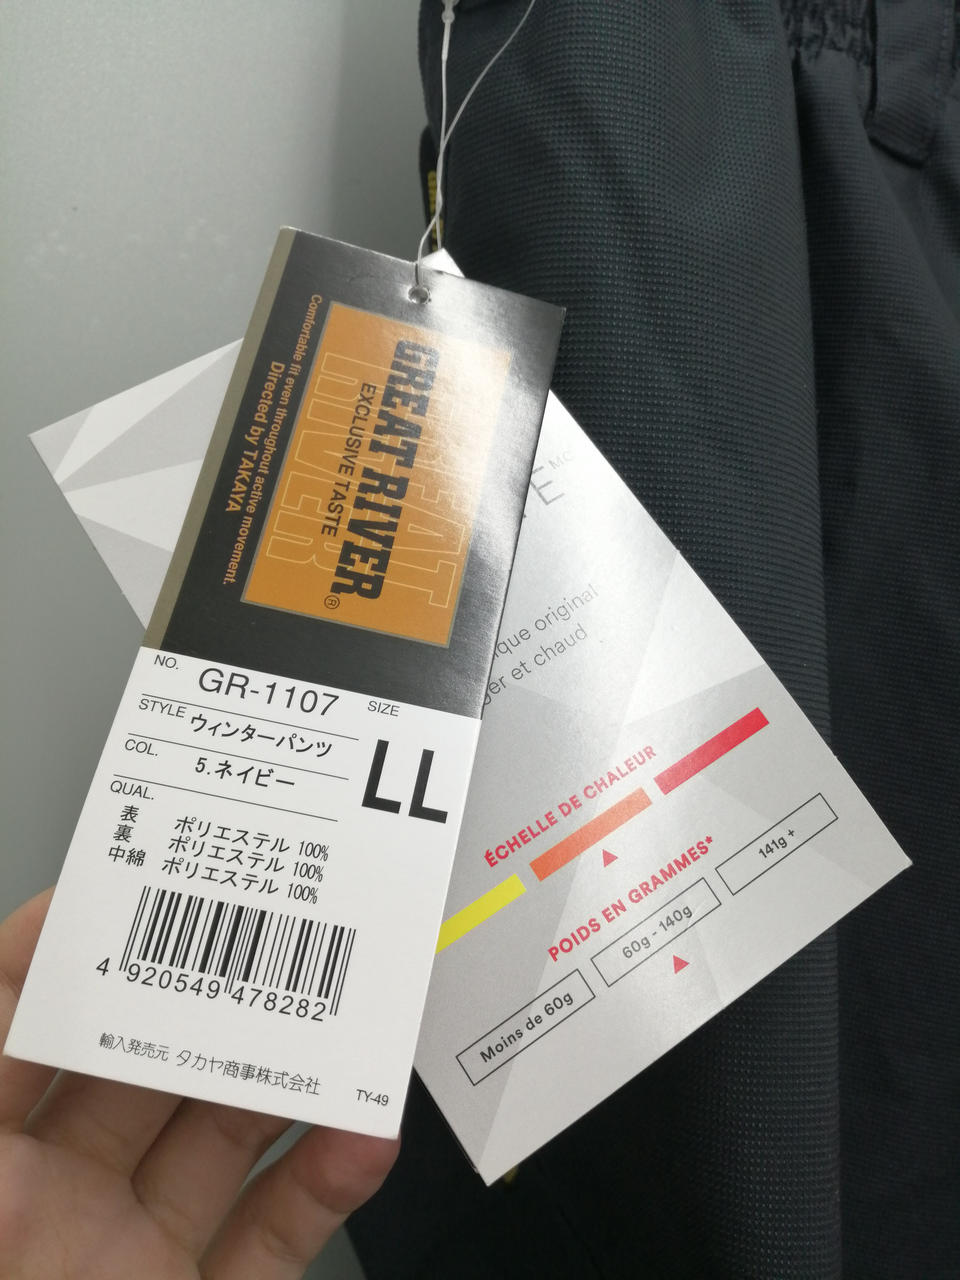 GREAT RIVER®
EXCLUSIVE TASTE
GREAT
RIVER
Comfortable fit even throughout active movement.
Directed by TAKAYA
NO. GR-1107
SIZE
LL
STYLE ウィンターパンツ
COL. 5.ネイビー
QUAL.
表 ポリエステル 100%
裏 ポリエステル 100%
中綿 ポリエステル 100%
4 920549 478282
輸入発売元 タカヤ商事株式会社
TY-49
MC
original
et chaud
ÉCHELLE DE CHALEUR
POIDS EN GRAMMES*
Moins de 60g
60g - 140g
141g +